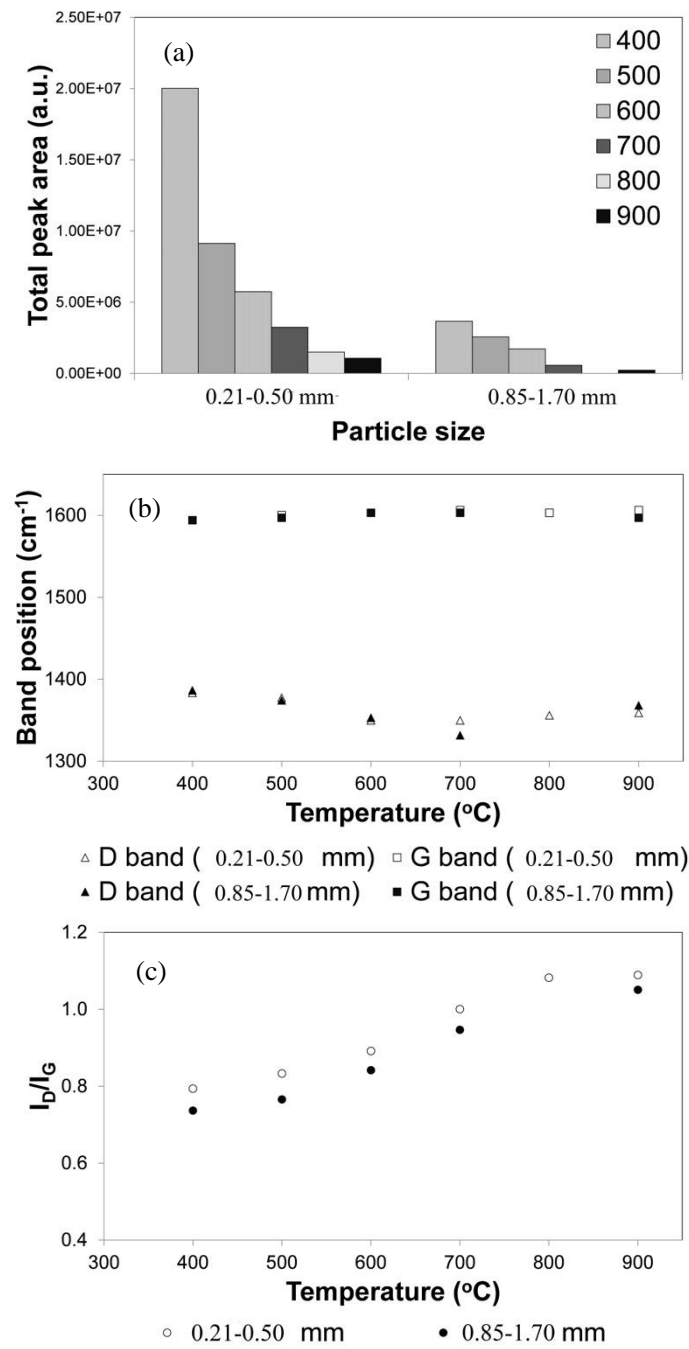 2.50E+07
(a)
400
500
600
700
800
900
2.00E+07
1.50E+07
1.00E+07
5.00E+06
0.00E+00
Total peak area (a.u.)
0.21-0.50 mm
0.85-1.70 mm
Particle size
(b)
1600
1500
1400
1300
Band position (cm-1)
300 400 500 600 700 800 900
Temperature (oC)
△ D band ( 0.21-0.50 mm) □ G band ( 0.21-0.50 mm)
▲ D band ( 0.85-1.70 mm) ■ G band ( 0.85-1.70 mm)
1.2
(c)
1.0
0.8
0.6
0.4
ID/IG
300 400 500 600 700 800 900
Temperature (oC)
○ 0.21-0.50 mm ● 0.85-1.70 mm